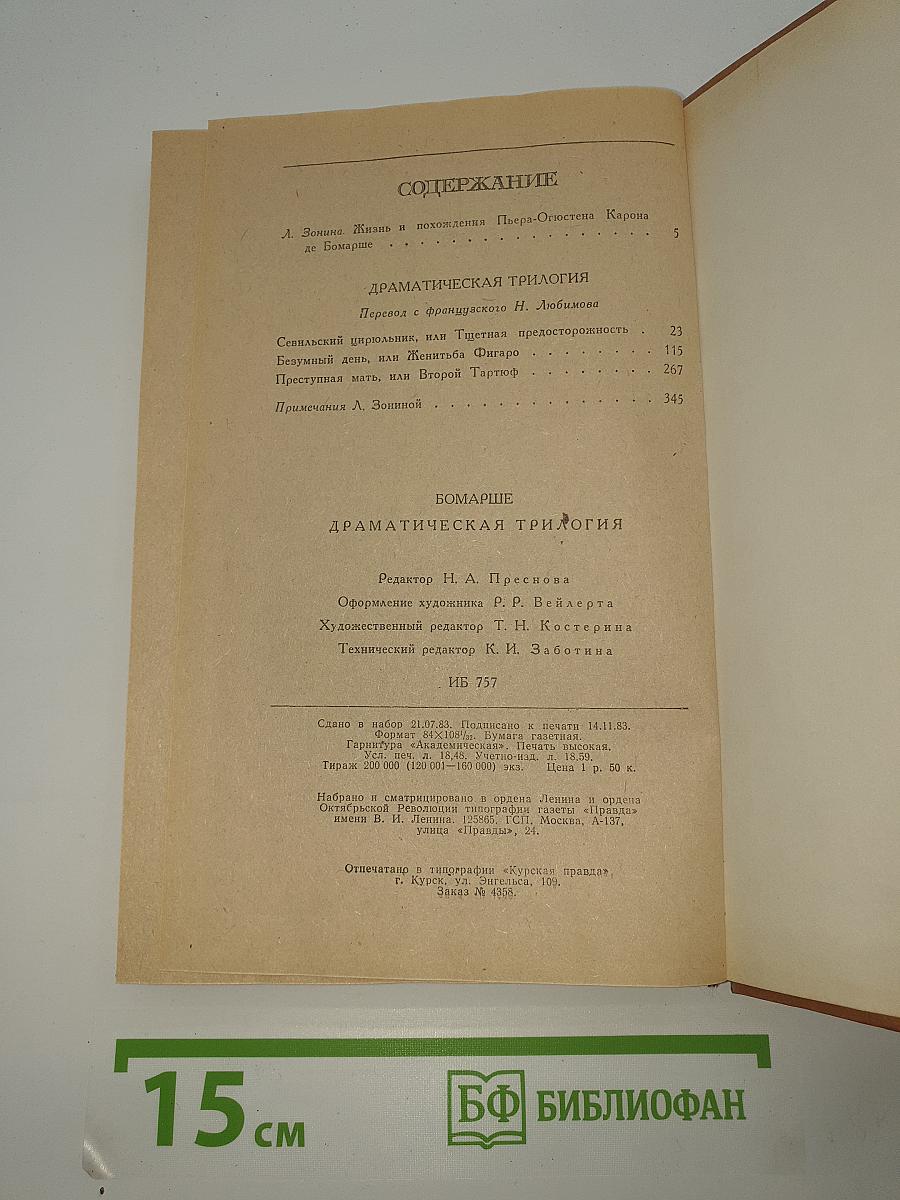 СОДЕРЖАНИЕ
Л. Зонина. Жизнь и похождения Пьера-Огюстена Карона
де Бомарше . . . . . . . . . . . . . . . . . 5
ДРАМАТИЧЕСКАЯ ТРИЛОГИЯ
Перевод с французского Н. Любимова
Севильский цирюльник, или Тщетная предосторожность . 23
Безумный день, или Женитьба Фигаро . . . . . . . . 115
Преступная мать, или Второй Тартюф . . . . . . . . 267
Примечания Л. Зониной . . . . . . . . . . . . . . 345
БОМАРШЕ
ДРАМАТИЧЕСКАЯ ТРИЛОГИЯ
Редактор Н. А. Преснова
Оформление художника Р. Р. Вейлерта
Художественный редактор Т. Н. Костерина
Технический редактор К. И. Заботина
ИБ 757
Сдано в набор 21.07.83. Подписано к печати 14.11.83.
Формат 84×108¹/₃₂. Бумага газетная.
Гарнитура «Академическая». Печать высокая.
Усл. печ. л. 18,48. Учетно-изд. л. 18,59.
Тираж 200 000 (120 001—160 000) экз. Цена 1 р. 50 к.
Набрано и сматрицировано в ордена Ленина и ордена
Октябрьской Революции типографии газеты «Правда»
имени В. И. Ленина. 125865, ГСП, Москва, А-137,
улица «Правды», 24.
Отпечатано в типографии «Курская правда»,
г. Курск, ул. Энгельса, 109.
Заказ № 4358.
15 см
БФ БИБЛИОФАН